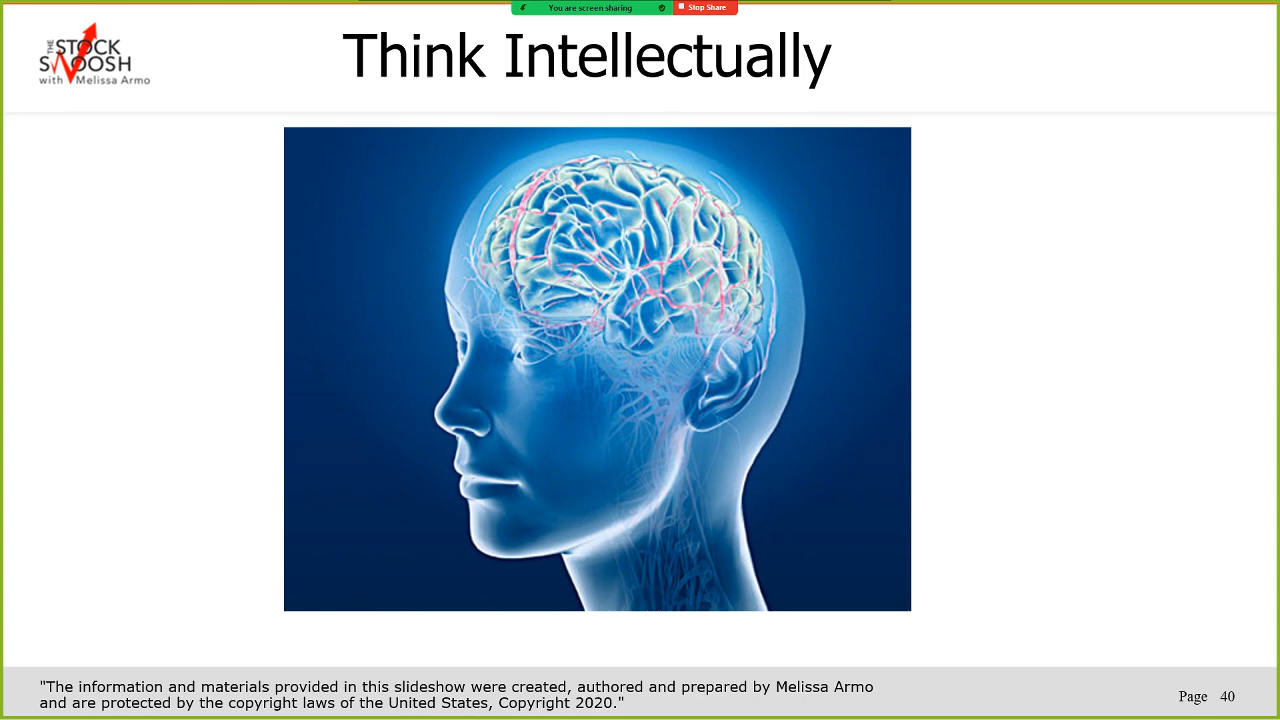 You are screen sharing
Stop Share
THE STOCK
SWOOSH
with Melissa Armo
Think Intellectually
"The information and materials provided in this slideshow were created, authored and prepared by Melissa Armo
and are protected by the copyright laws of the United States, Copyright 2020."
Page 40